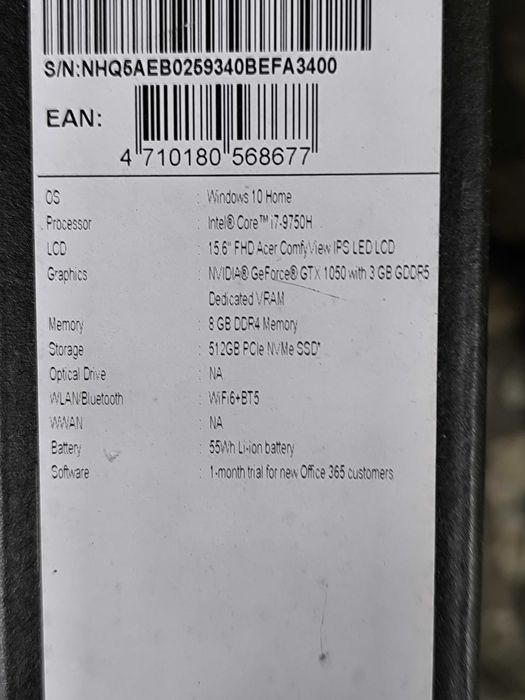 S/N:NHQ5AEB0259340BEFA3400
EAN:
4 710180 568677
OS : Windows 10 Home
Processor : Intel® Core™ i7-9750H
LCD : 15.6" FHD Acer ComfyView IPS LED LCD
Graphics : NVIDIA® GeForce® GTX 1050 with 3 GB GDDR5
Dedicated VRAM
Memory : 8 GB DDR4 Memory
Storage : 512GB PCIe NVMe SSD*
Optical Drive : NA
WLAN/Bluetooth : WiFi6+BT5
WWAN : NA
Battery : 55Wh Li-ion battery
Software : 1-month trial for new Office 365 customers